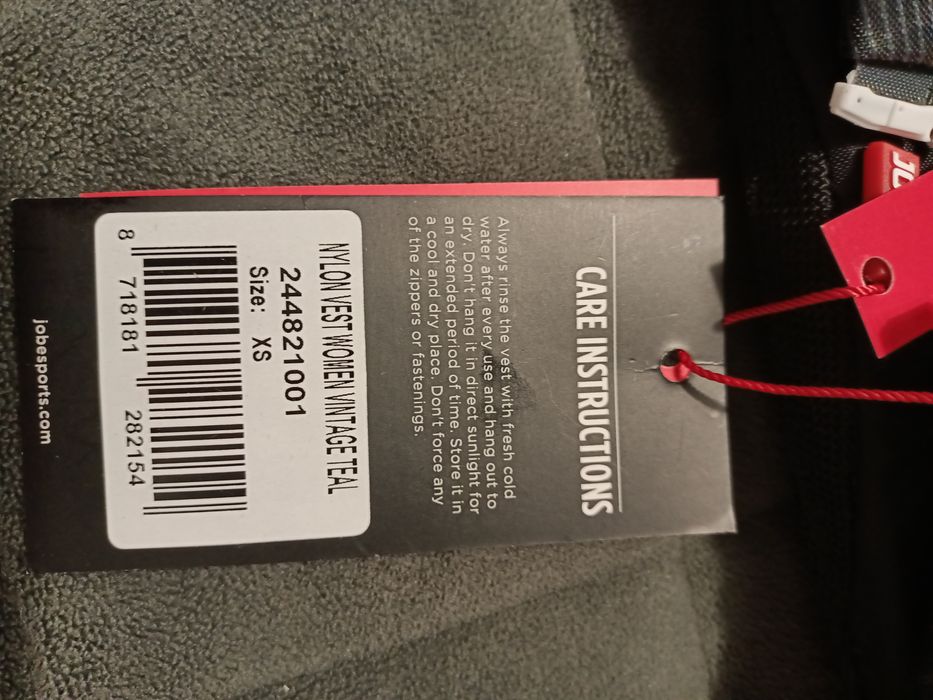 CARE INSTRUCTIONS
Always rinse the vest with fresh cold
water after every use and hang out to
dry. Don't hang it in direct sunlight for
an extended period of time. Store it in
a cool and dry place. Don't force any
of the zippers or fastenings.
NYLON VEST WOMEN VINTAGE TEAL
244821001
Size: XS
8 718181 282154
jobesports.com